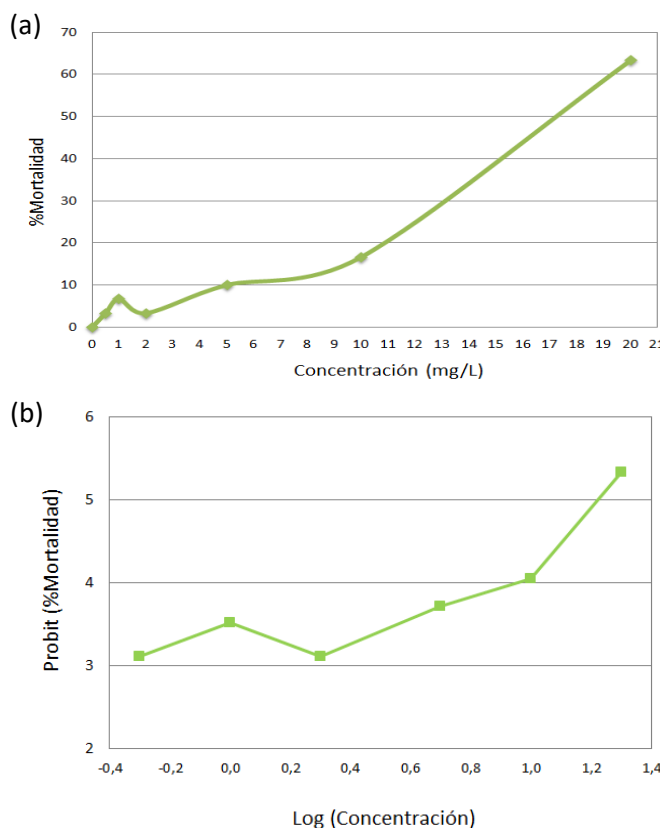 (a)
70
60
50
40
30
20
10
0
%Mortalidad
0 1 2 3 4 5 6 7 8 9 10 11 12 13 14 15 16 17 18 19 20 21
Concentración (mg/L)
(b)
6
5
4
3
2
Probit (%Mortalidad)
-0,4 -0,2 0,0 0,2 0,4 0,6 0,8 1,0 1,2 1,4
Log (Concentración)